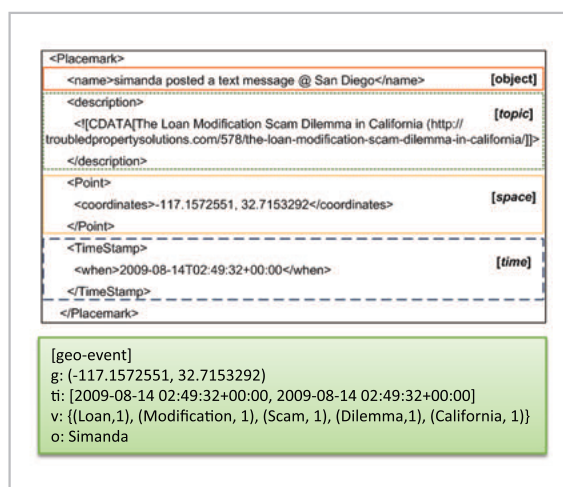 <Placemark>
<name>simanda posted a text message @ San Diego</name> [object]
<description>
[topic]
<![CDATA[The Loan Modification Scam Dilemma in California (http://
troubledpropertysolutions.com/578/the-loan-modification-scam-dilemma-in-california/]]>
</description>
<Point>
<coordinates>-117.1572551, 32.7153292</coordinates> [space]
</Point>
<TimeStamp>
<when>2009-08-14T02:49:32+00:00</when> [time]
</TimeStamp>
</Placemark>
[geo-event]
g: (-117.1572551, 32.7153292)
ti: [2009-08-14 02:49:32+00:00, 2009-08-14 02:49:32+00:00]
v: {(Loan,1), (Modification, 1), (Scam, 1), (Dilemma,1), (California, 1)}
o: Simanda